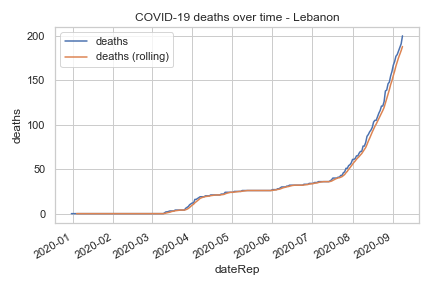 COVID-19 deaths over time - Lebanon
deaths
deaths (rolling)
200
150
100
50
0
deaths
2020-01
2020-02
2020-03
2020-04
2020-05
2020-06
2020-07
2020-08
2020-09
dateRep